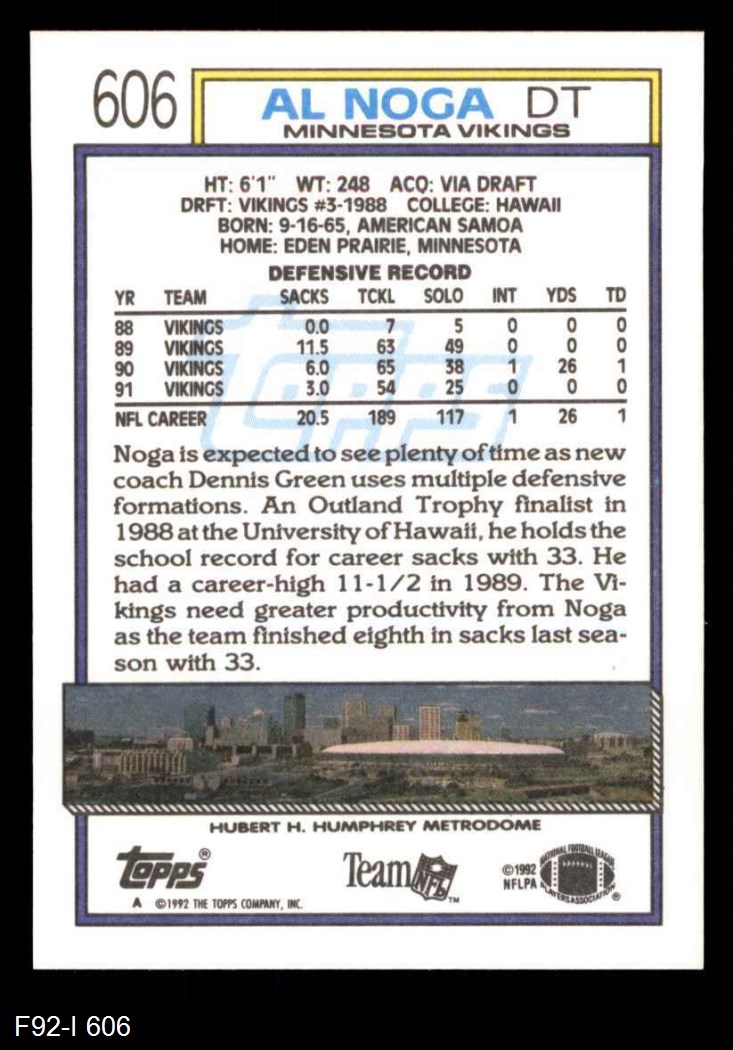 606
AL NOGA DT
MINNESOTA VIKINGS
HT: 6'1" WT: 248 ACQ: VIA DRAFT
DRFT: VIKINGS #3-1988 COLLEGE: HAWAII
BORN: 9-16-65, AMERICAN SAMOA
HOME: EDEN PRAIRIE, MINNESOTA
DEFENSIVE RECORD
YR TEAM SACKS TCKL SOLO INT YDS TD
88 VIKINGS 0.0 7 5 0 0 0
89 VIKINGS 11.5 63 49 0 0 0
90 VIKINGS 6.0 65 38 1 26 1
91 VIKINGS 3.0 54 25 0 0 0
NFL CAREER 20.5 189 117 1 26 1
TOPPS
Noga is expected to see plenty of time as new
coach Dennis Green uses multiple defensive
formations. An Outland Trophy finalist in
1988 at the University of Hawaii, he holds the
school record for career sacks with 33. He
had a career-high 11-1/2 in 1989. The Vi-
kings need greater productivity from Noga
as the team finished eighth in sacks last sea-
son with 33.
HUBERT H. HUMPHREY METRODOME
TOPPS®
A ©1992 THE TOPPS COMPANY, INC.
Team NFL™
©1992
NFLPA
NATIONAL FOOTBALL LEAGUE
PLAYERS ASSOCIATION
®
F92-I 606